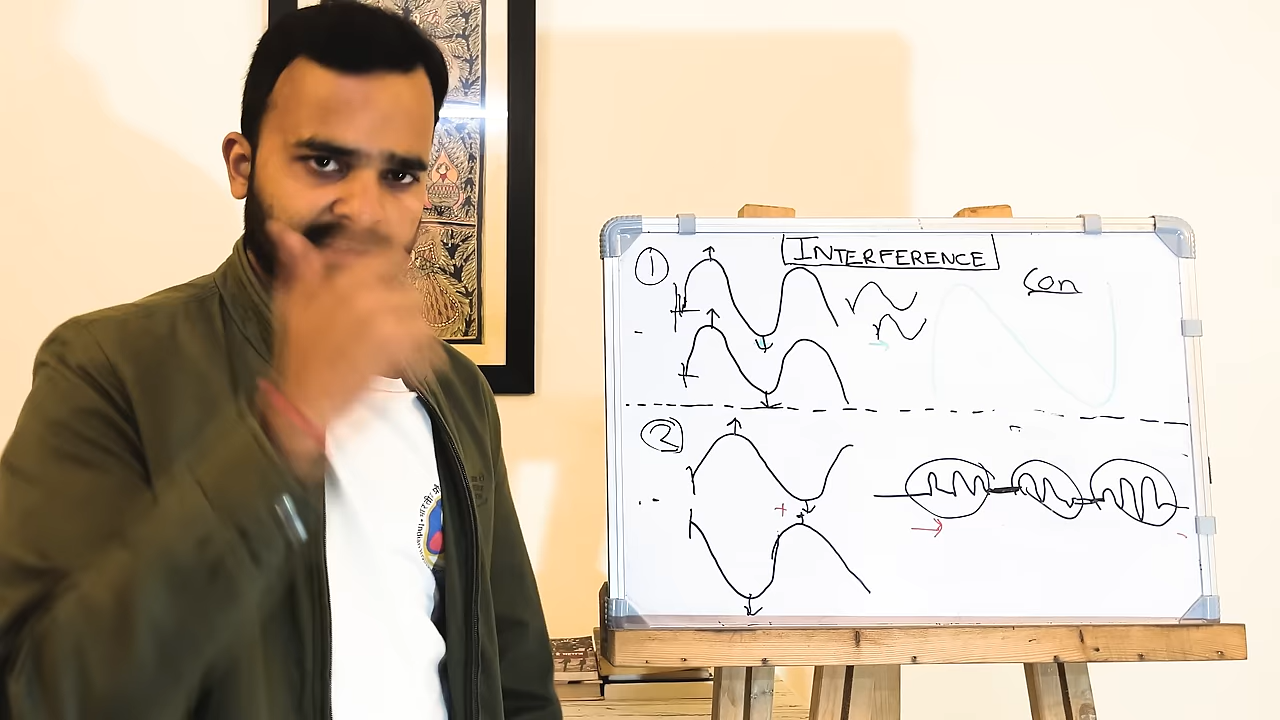 INTERFERENCE
①
Con
+
②